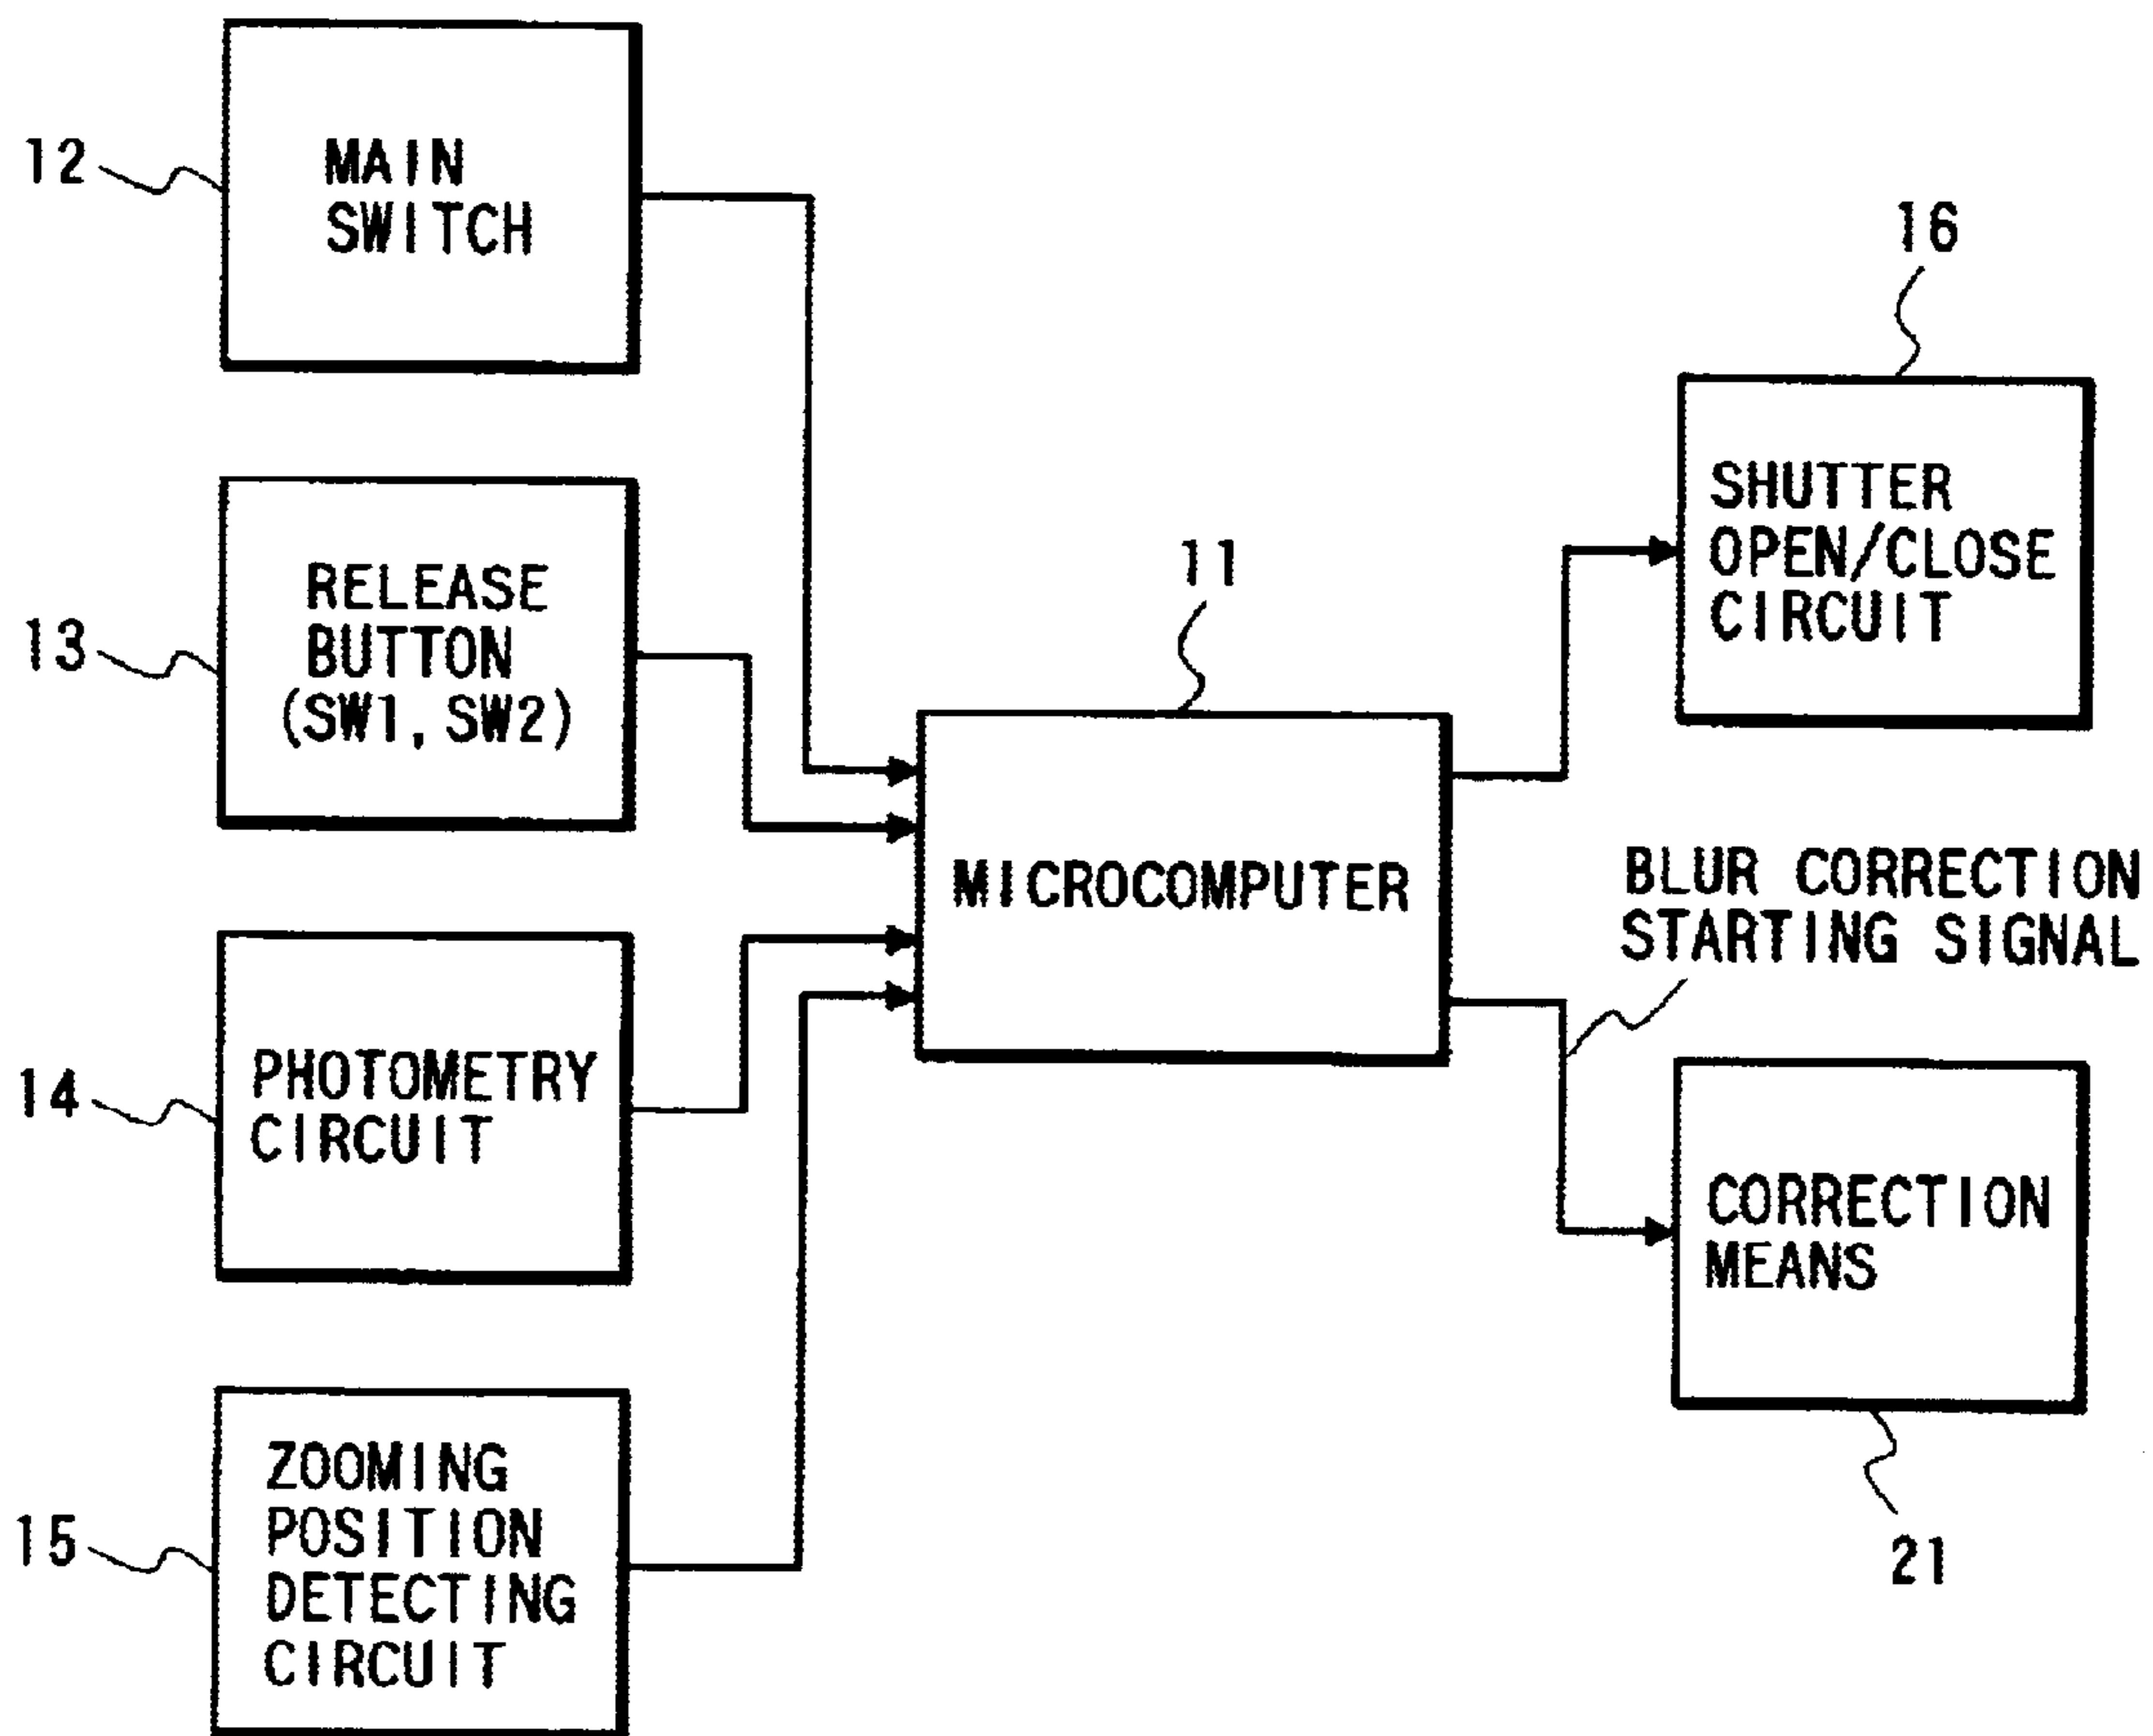 12
MAIN
SWITCH
13
RELEASE
BUTTON
(SW1, SW2)
14
PHOTOMETRY
CIRCUIT
15
ZOOMING
POSITION
DETECTING
CIRCUIT
11
MICROCOMPUTER
16
SHUTTER
OPEN/CLOSE
CIRCUIT
BLUR CORRECTION
STARTING SIGNAL
CORRECTION
MEANS
21